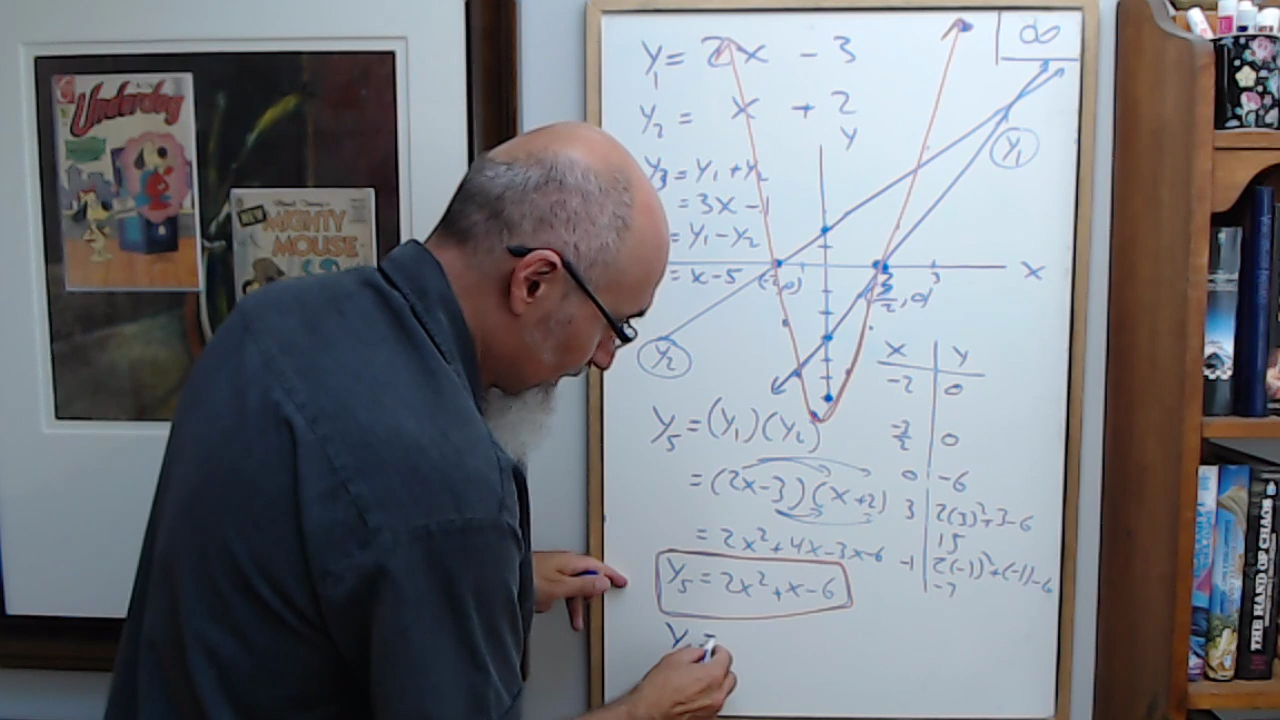 Underdog
NEW
MIGHTY
MOUSE
∞
Y₁ = 2x - 3
Y₂ = x + 2
Y
Y₃ = Y₁ + Y₂
= 3x - 1
= Y₁ - Y₂
= x - 5
(-2,0)
(3/2, 0)
3
x
Y₁
Y₂
Y₅ = (Y₁)(Y₂)
= (2x-3)(x+2)
= 2x²+4x-3x-6
Y₅ = 2x²+x-6
Y =
x Y
-2 0
-3/2 0
0 -6
3 2(3)²+3-6
15
-1 2(-1)²+(-1)-6
-7
THE HAND OF CHAOS